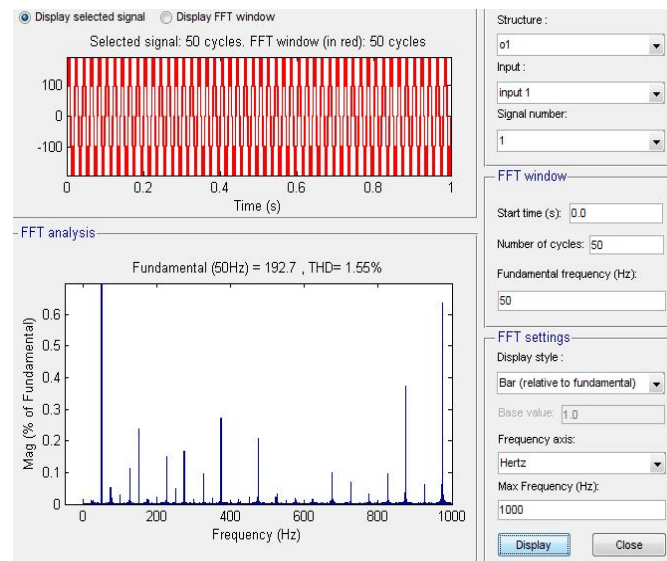 Display selected signal
Display FFT window
Selected signal: 50 cycles. FFT window (in red): 50 cycles
100
0
-100
0
0.2
0.4
0.6
0.8
1
Time (s)
FFT analysis
Fundamental (50Hz) = 192.7 , THD= 1.55%
Mag (% of Fundamental)
0.6
0.5
0.4
0.3
0.2
0.1
0
0
200
400
600
800
1000
Frequency (Hz)
Structure :
o1
Input :
input 1
Signal number:
1
FFT window
Start time (s): 0.0
Number of cycles: 50
Fundamental frequency (Hz):
50
FFT settings
Display style :
Bar (relative to fundamental)
Base value: 1.0
Frequency axis:
Hertz
Max Frequency (Hz):
1000
Display
Close